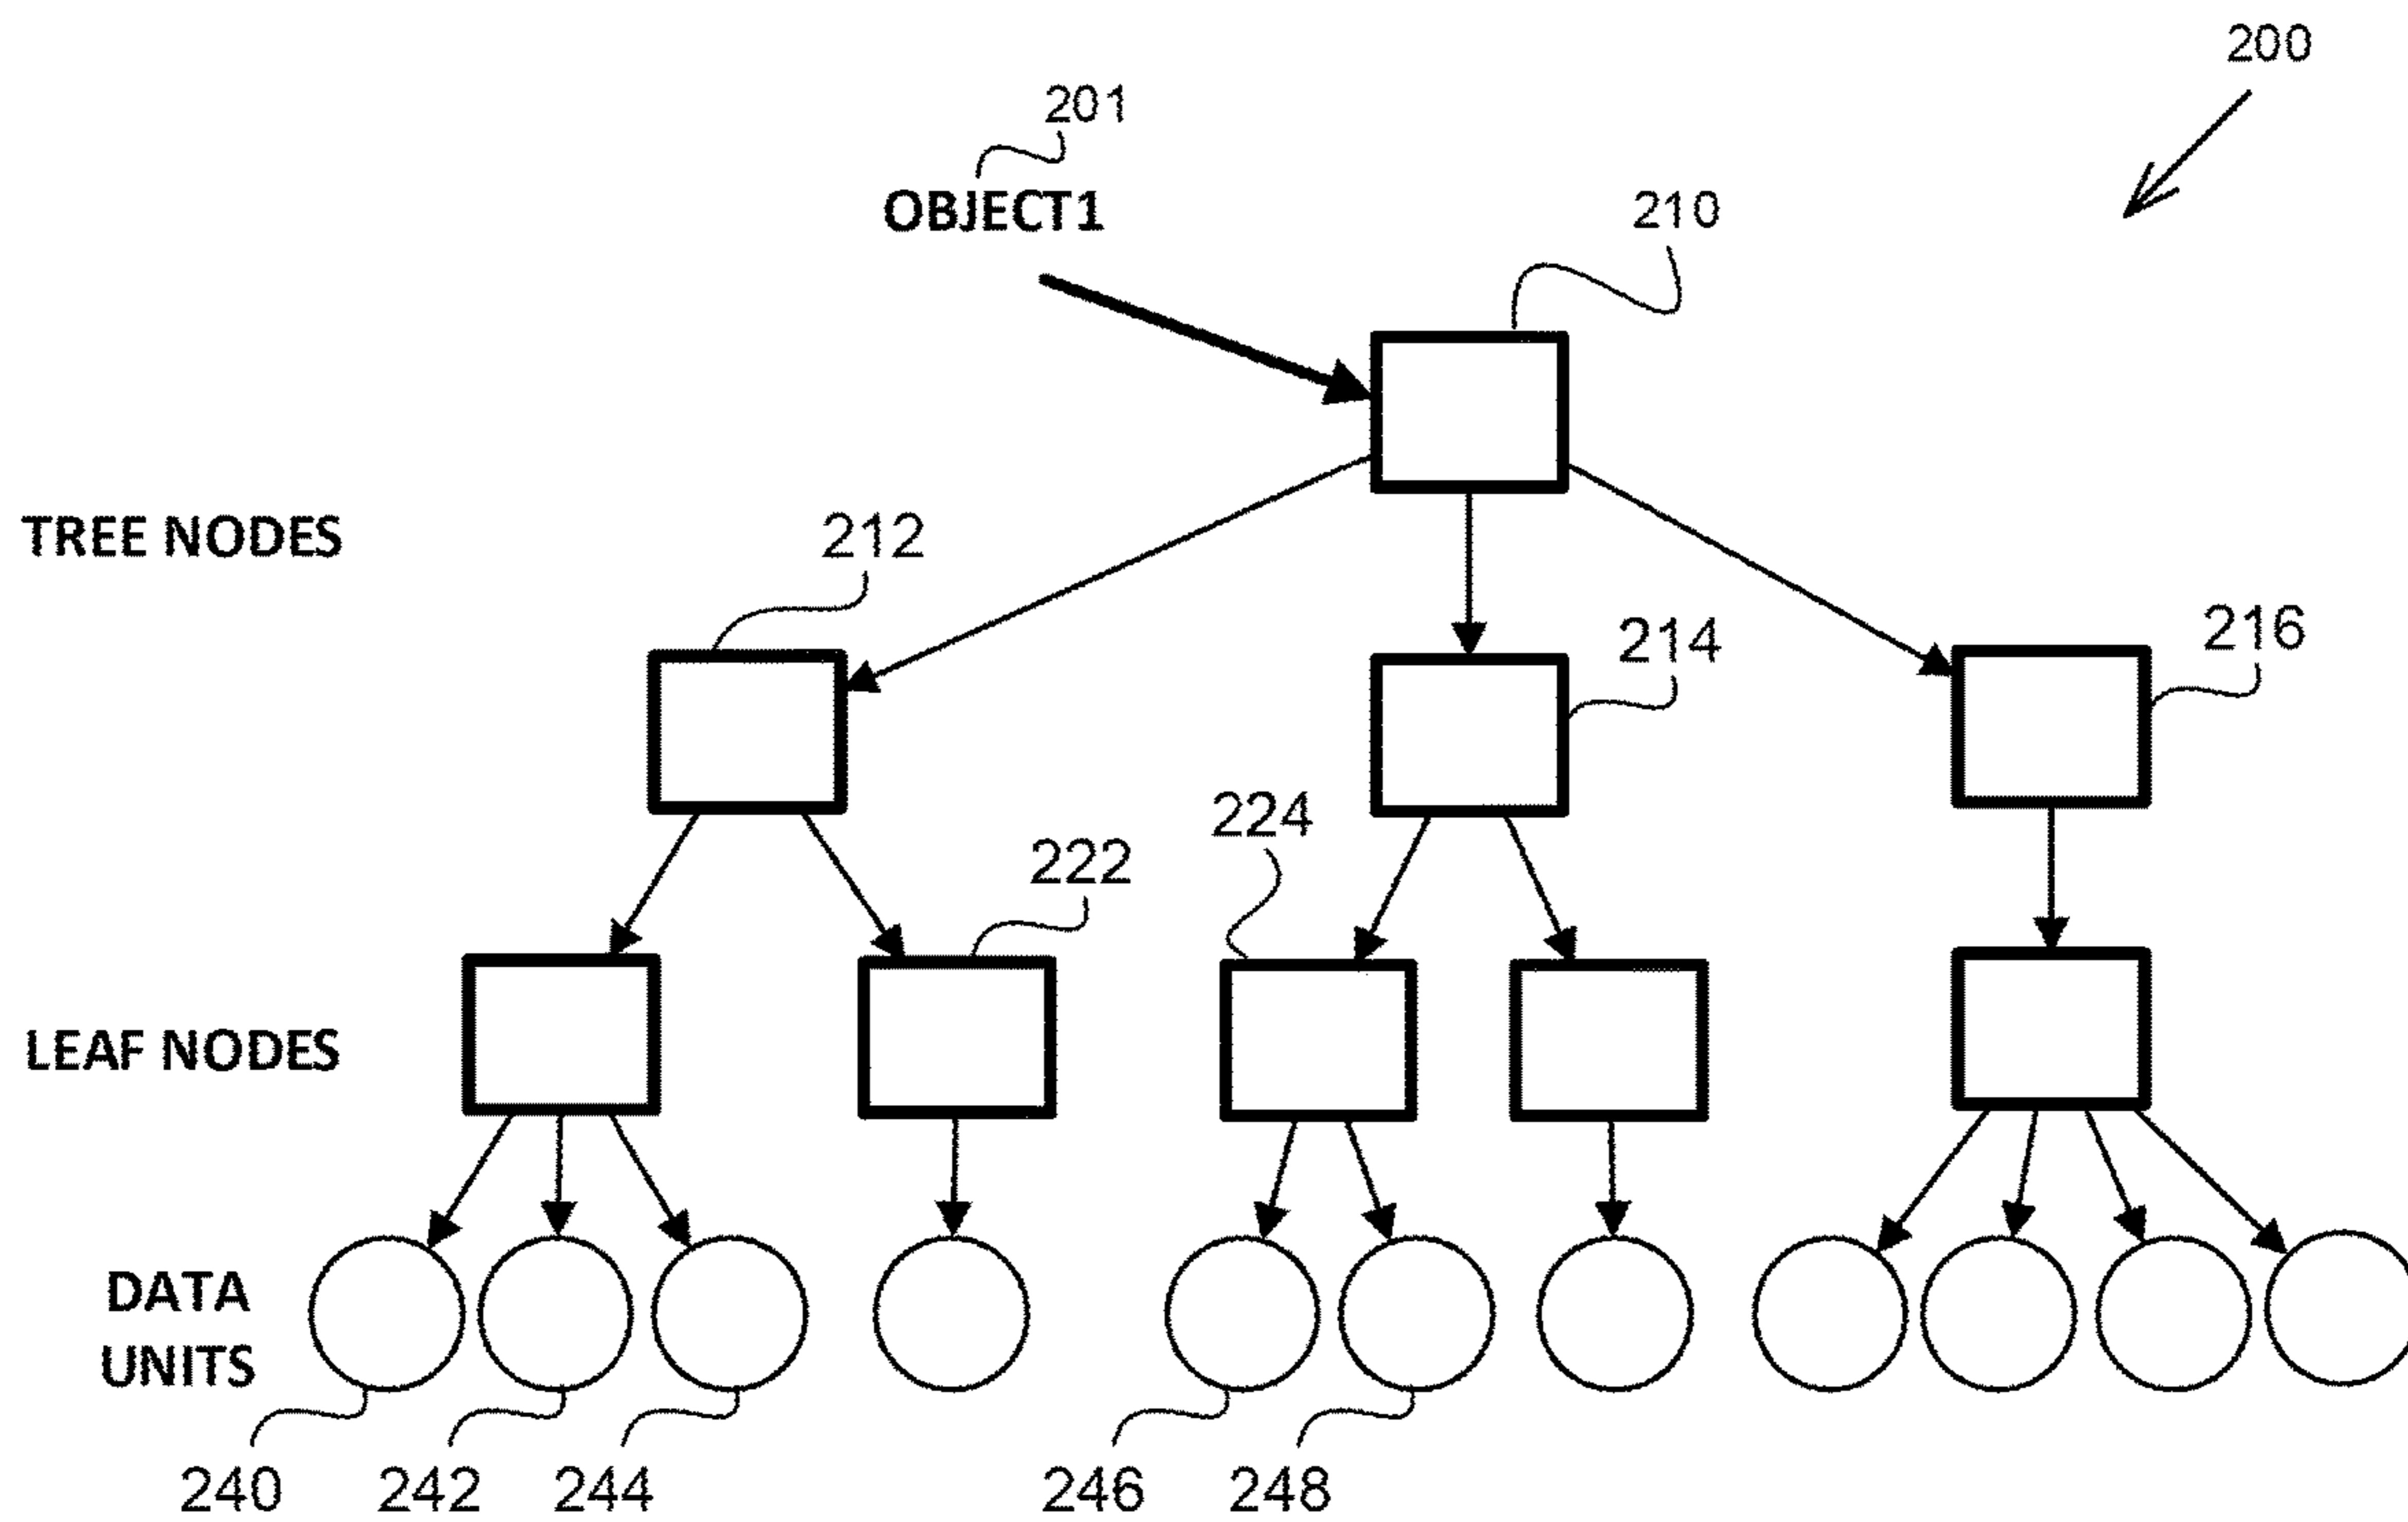 200
201
OBJECT1
210
TREE NODES
212
214
216
224
222
LEAF NODES
DATA
UNITS
240
242
244
246
248